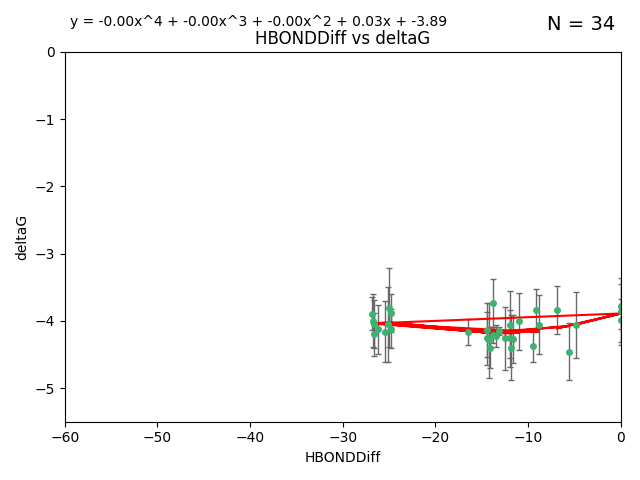 y = -0.00x^4 + -0.00x^3 + -0.00x^2 + 0.03x + -3.89
N = 34
HBONDDiff vs deltaG
0
−1
−2
−3
−4
−5
deltaG
−60
−50
−40
−30
−20
−10
0
HBONDDiff